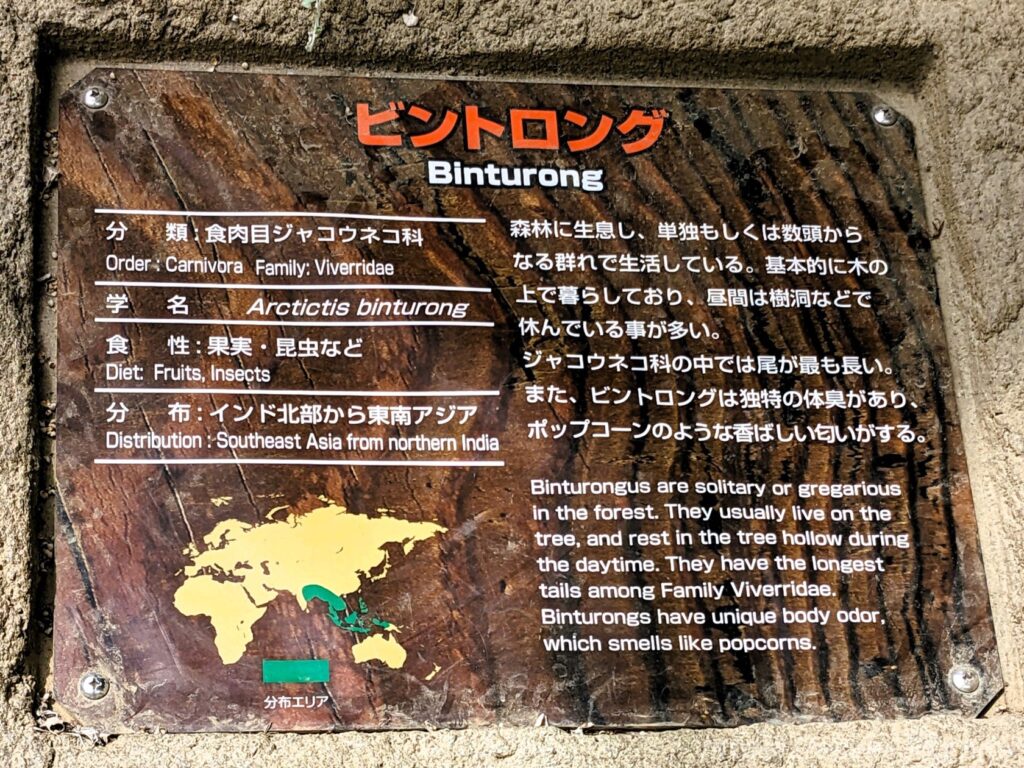 ビントロング
Binturong
分 類：食肉目ジャコウネコ科
Order : Carnivora Family: Viverridae
学 名 Arctictis binturong
食 性：果実・昆虫など
Diet: Fruits, Insects
分 布：インド北部から東南アジア
Distribution : Southeast Asia from northern India
分布エリア
森林に生息し、単独もしくは数頭から
なる群れで生活している。基本的に木の
上で暮らしており、昼間は樹洞などで
休んでいる事が多い。
ジャコウネコ科の中では尾が最も長い。
また、ビントロングは独特の体臭があり、
ポップコーンのような香ばしい匂いがする。
Binturongus are solitary or gregarious
in the forest. They usually live on the
tree, and rest in the tree hollow during
the daytime. They have the longest
tails among Family Viverridae.
Binturongs have unique body odor,
which smells like popcorns.